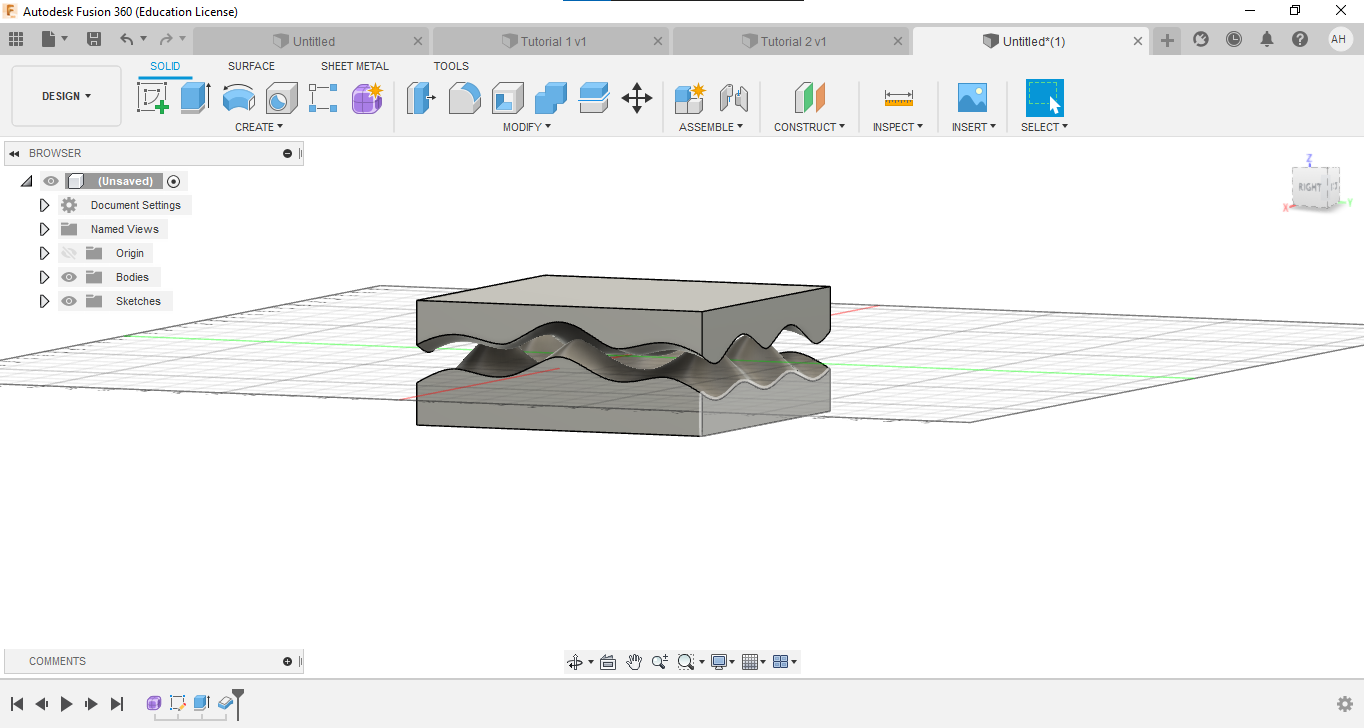 Autodesk Fusion 360 (Education License)
Untitled
Tutorial 1 v1
Tutorial 2 v1
Untitled*(1)
AH
SOLID SURFACE SHEET METAL TOOLS
DESIGN
CREATE MODIFY ASSEMBLE CONSTRUCT INSPECT INSERT SELECT
BROWSER
(Unsaved)
Document Settings
Named Views
Origin
Bodies
Sketches
Z
RIGHT
X
Y
COMMENTS